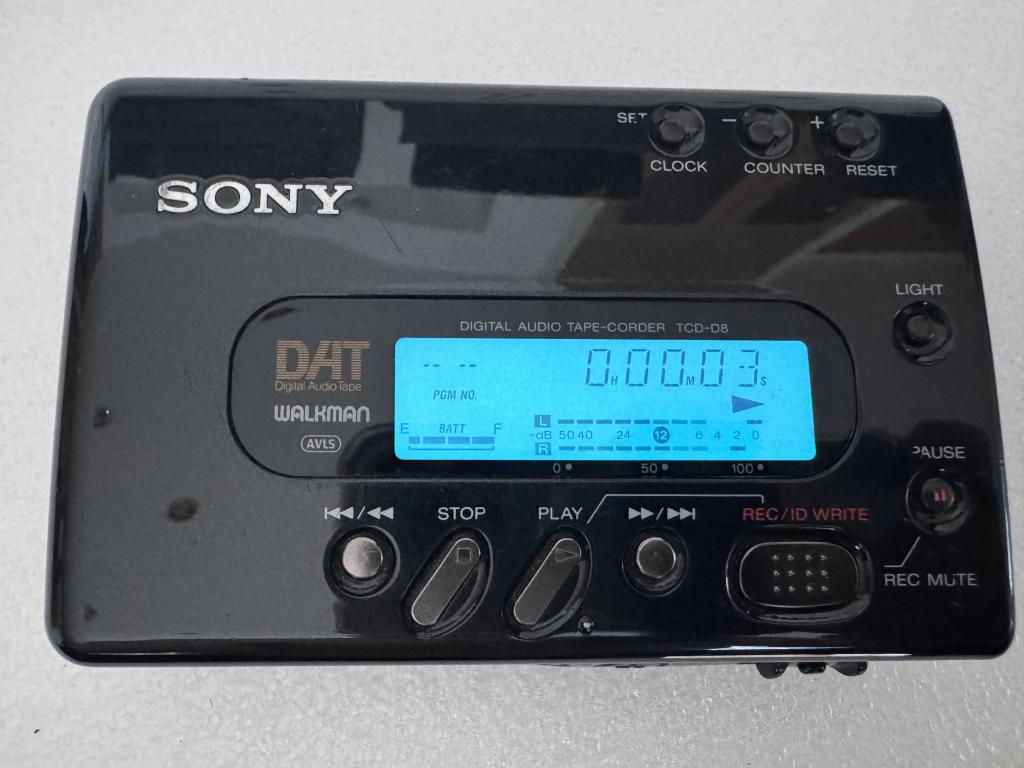 SET - +
CLOCK COUNTER RESET
SONY
LIGHT
DIGITAL AUDIO TAPE-CORDER TCD-D8
DAT
Digital Audio Tape
WALKMAN
AVLS
-- -- 0H00M03S
PGM NO.
E BATT F
L
-dB 50 40 24 12 6 4 2 0
R
0 50 100
PAUSE
STOP PLAY REC/ID WRITE
REC MUTE